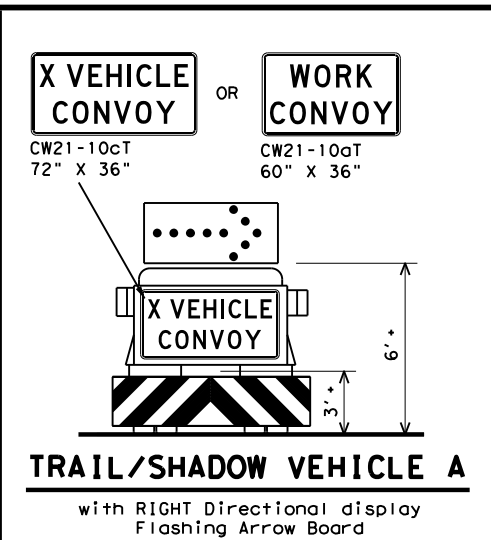 X VEHICLE
CONVOY
OR
WORK
CONVOY
CW21-10cT
72" X 36"
CW21-10aT
60" X 36"
X VEHICLE
CONVOY
6'+
3'+
TRAIL/SHADOW VEHICLE A
with RIGHT Directional display
Flashing Arrow Board